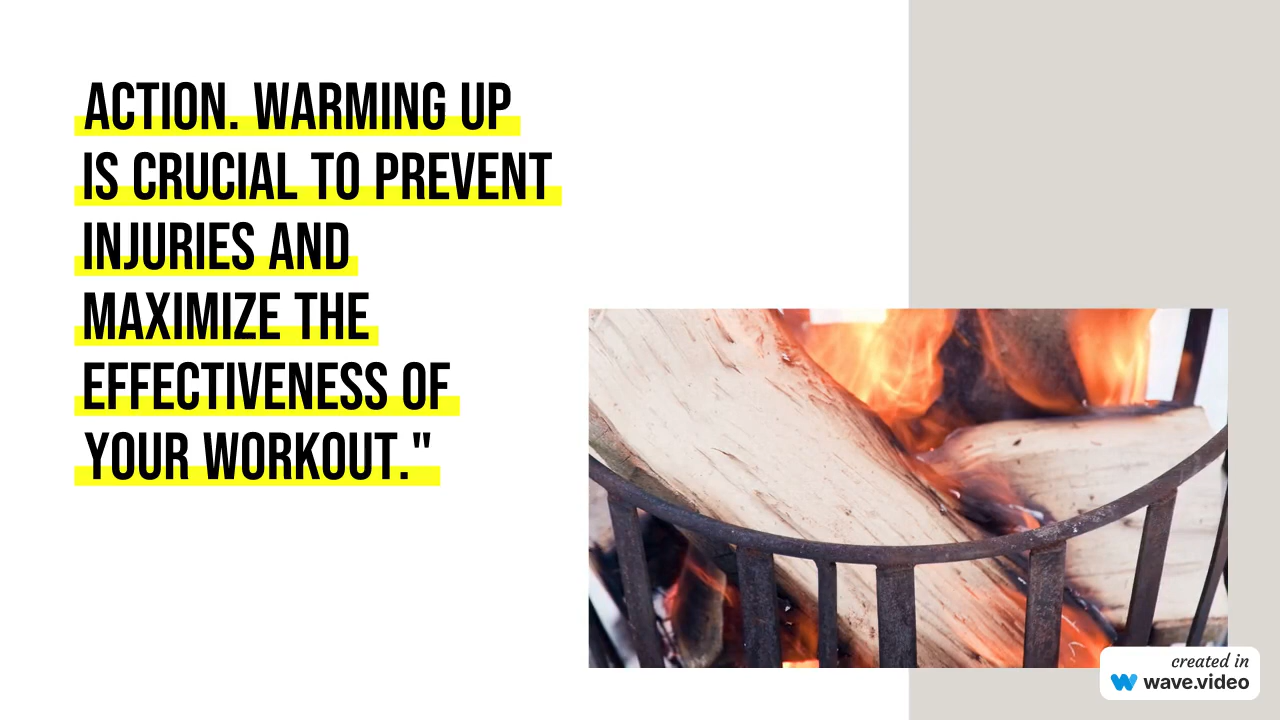 ACTION. WARMING UP
IS CRUCIAL TO PREVENT
INJURIES AND
MAXIMIZE THE
EFFECTIVENESS OF
YOUR WORKOUT."
created in
wave.video